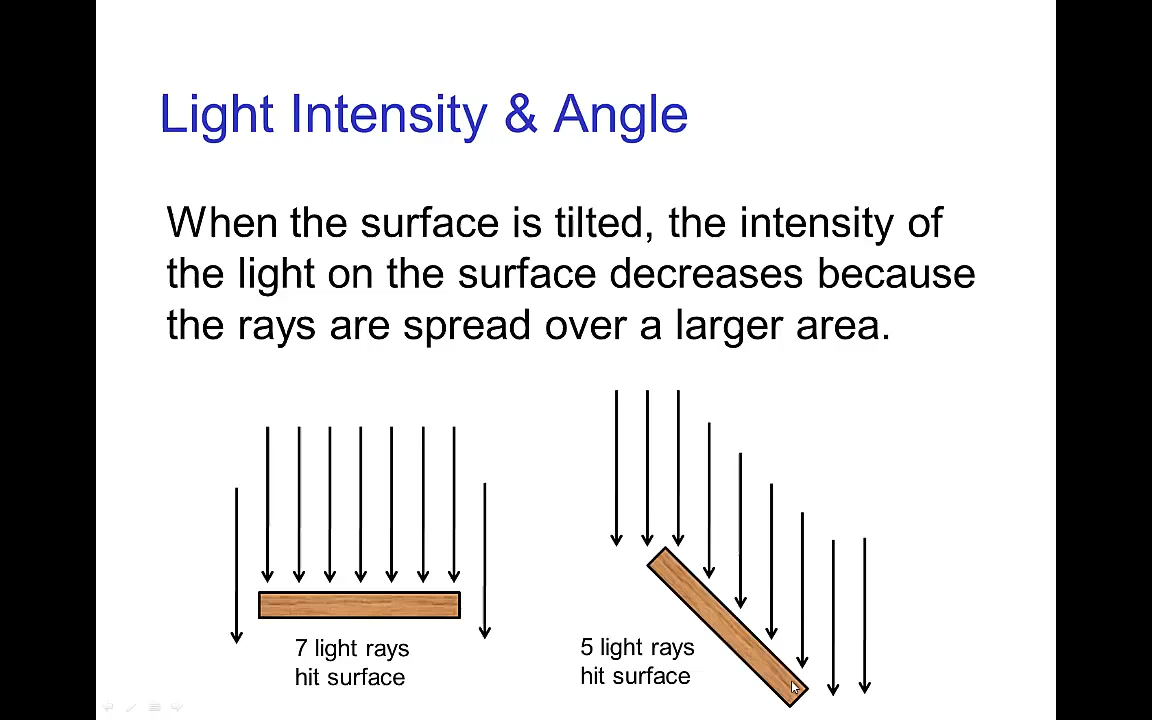 Light Intensity & Angle
When the surface is tilted, the intensity of
the light on the surface decreases because
the rays are spread over a larger area.
7 light rays
hit surface
5 light rays
hit surface